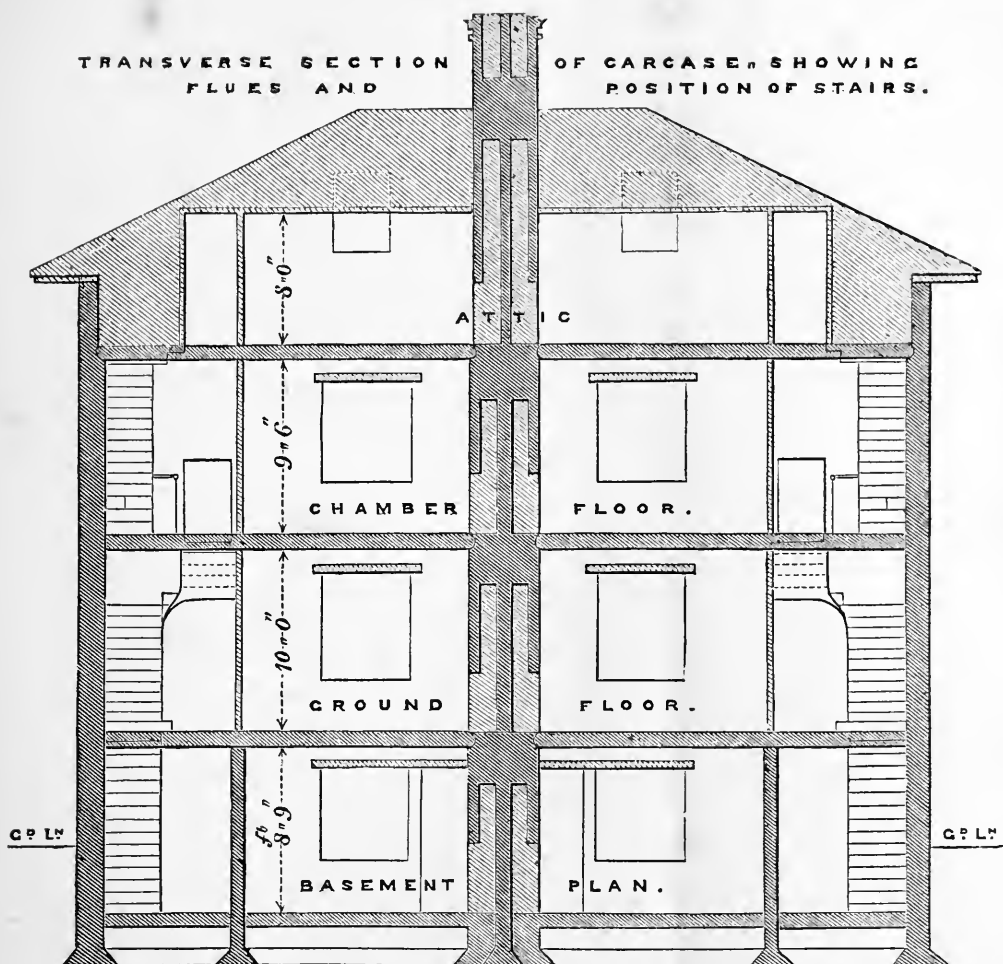 TRANSVERSE SECTION OF CARCASE„ SHOWING
FLUES AND POSITION OF STAIRS.
8„0"
ATTIC
9„6"
CHAMBER FLOOR.
10„0"
GROUND FLOOR.
fb
8„9"
GD LN GD LN
BASEMENT PLAN.